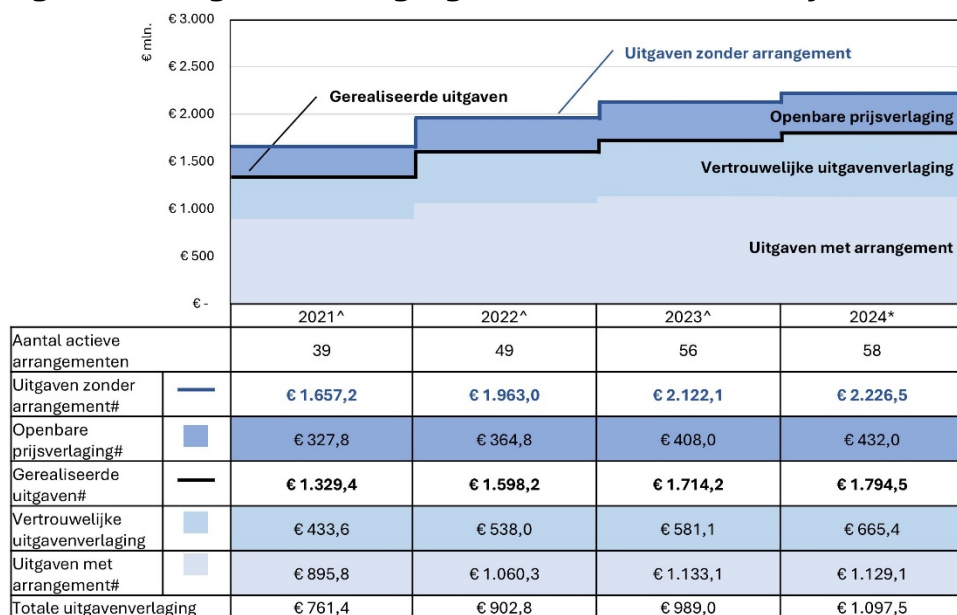 € mln.
€ 3.000
€ 2.500
€ 2.000
€ 1.500
€ 1.000
€ 500
€ -
Uitgaven zonder arrangement
Gerealiseerde uitgaven
Openbare prijsverlaging
Vertrouwelijke uitgavenverlaging
Uitgaven met arrangement
2021^ 2022^ 2023^ 2024*
Aantal actieve
arrangementen 39 49 56 58
Uitgaven zonder
arrangement# € 1.657,2 € 1.963,0 € 2.122,1 € 2.226,5
Openbare
prijsverlaging# € 327,8 € 364,8 € 408,0 € 432,0
Gerealiseerde
uitgaven# € 1.329,4 € 1.598,2 € 1.714,2 € 1.794,5
Vertrouwelijke
uitgavenverlaging € 433,6 € 538,0 € 581,1 € 665,4
Uitgaven met
arrangement# € 895,8 € 1.060,3 € 1.133,1 € 1.129,1
Totale uitgavenverlaging € 761,4 € 902,8 € 989,0 € 1.097,5